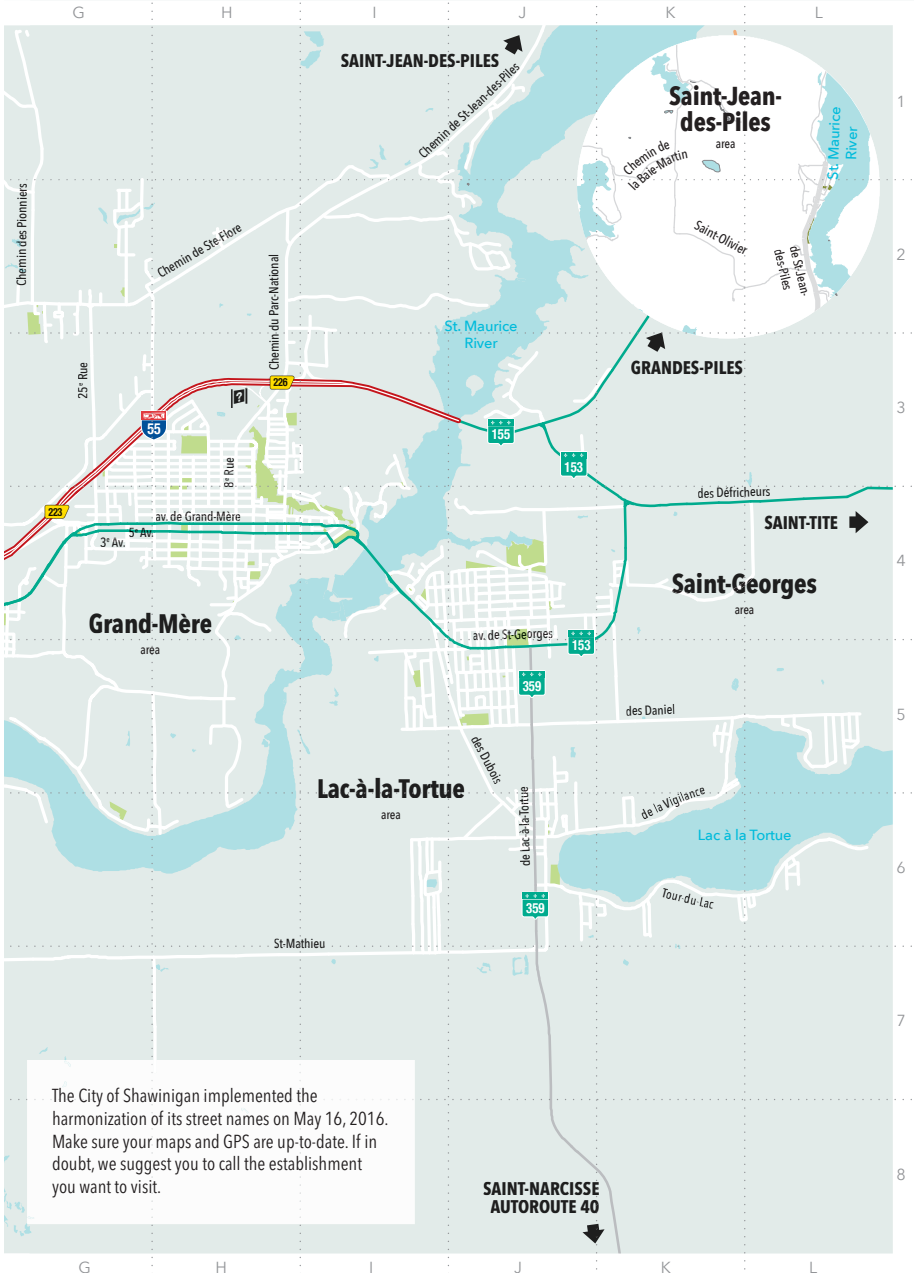 G H I J K L
SAINT-JEAN-DES-PILES
Chemin de St-Jean-des-Piles
Saint-Jean-
des-Piles
area
St. Maurice
River
Chemin de
la Baie-Martin
Saint-Olivier
de St-Jean-
des-Piles
1
Chemin des Pionniers
Chemin de Ste-Flore
Chemin du Parc-National
2
St. Maurice
River
GRANDES-PILES
25e Rue
226
?
55
155
153
8e Rue
3
223
av. de Grand-Mère
5e Av.
3e Av.
des Défricheurs
SAINT-TITE
4
Grand-Mère
area
Saint-Georges
area
av. de St-Georges
153
359
des Daniel
5
des Dubois
Lac-à-la-Tortue
area
de Lac-à-la-Tortue
de la Vigilance
Lac à la Tortue
6
Tour-du-Lac
359
St-Mathieu
7
The City of Shawinigan implemented the
harmonization of its street names on May 16, 2016.
Make sure your maps and GPS are up-to-date. If in
doubt, we suggest you to call the establishment
you want to visit.
8
SAINT-NARCISSE
AUTOROUTE 40
G H I J K L